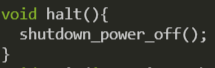 void halt(){
  shutdown_power_off();
}